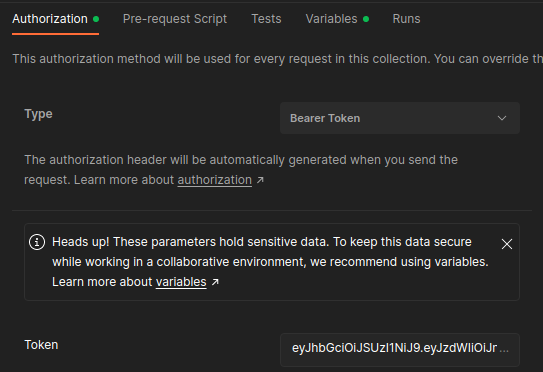 Authorization Pre-request Script Tests Variables Runs
This authorization method will be used for every request in this collection. You can override th
Type Bearer Token
The authorization header will be automatically generated when you send the
request. Learn more about authorization ↗
Heads up! These parameters hold sensitive data. To keep this data secure
while working in a collaborative environment, we recommend using variables.
Learn more about variables ↗
Token eyJhbGciOiJSUzI1NiJ9.eyJzdWIiOiJr ...